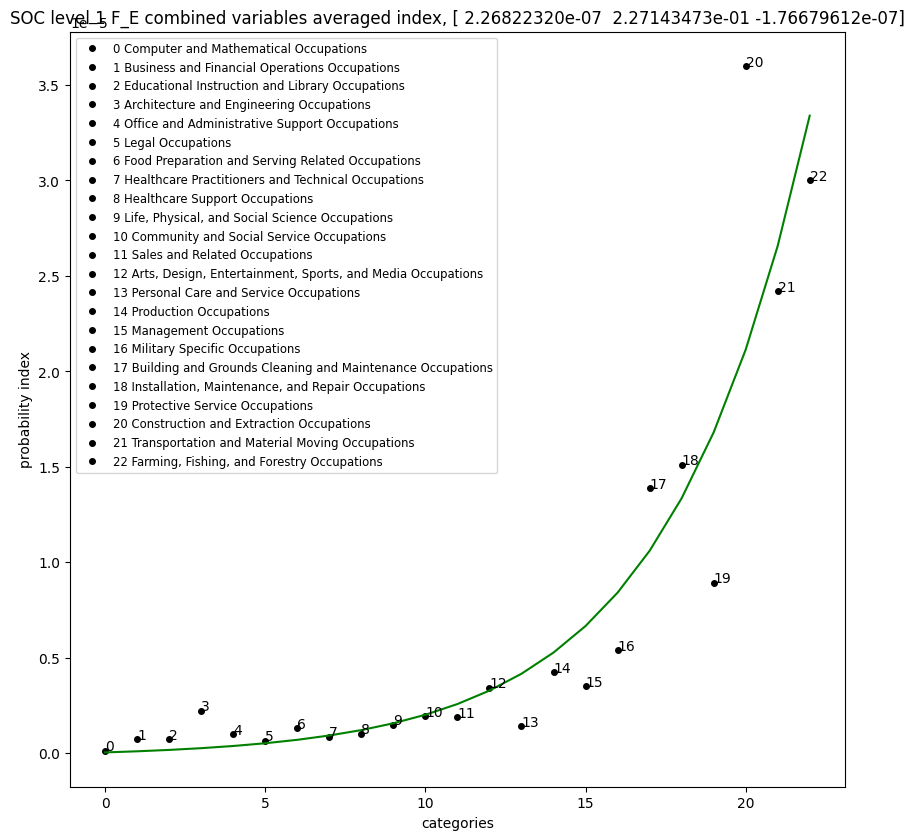 SOC level 1 F_E combined variables averaged index, [ 2.26822320e-07 2.27143473e-01 -1.76679612e-07]
1e−5
0 Computer and Mathematical Occupations
1 Business and Financial Operations Occupations
2 Educational Instruction and Library Occupations
3 Architecture and Engineering Occupations
4 Office and Administrative Support Occupations
5 Legal Occupations
6 Food Preparation and Serving Related Occupations
7 Healthcare Practitioners and Technical Occupations
8 Healthcare Support Occupations
9 Life, Physical, and Social Science Occupations
10 Community and Social Service Occupations
11 Sales and Related Occupations
12 Arts, Design, Entertainment, Sports, and Media Occupations
13 Personal Care and Service Occupations
14 Production Occupations
15 Management Occupations
16 Military Specific Occupations
17 Building and Grounds Cleaning and Maintenance Occupations
18 Installation, Maintenance, and Repair Occupations
19 Protective Service Occupations
20 Construction and Extraction Occupations
21 Transportation and Material Moving Occupations
22 Farming, Fishing, and Forestry Occupations
probability index
3.5
3.0
2.5
2.0
1.5
1.0
0.5
0.0
0
1
2
3
4
5
6
7
8
9
10
11
12
13
14
15
16
17
18
19
20
21
22
0
5
10
15
20
categories